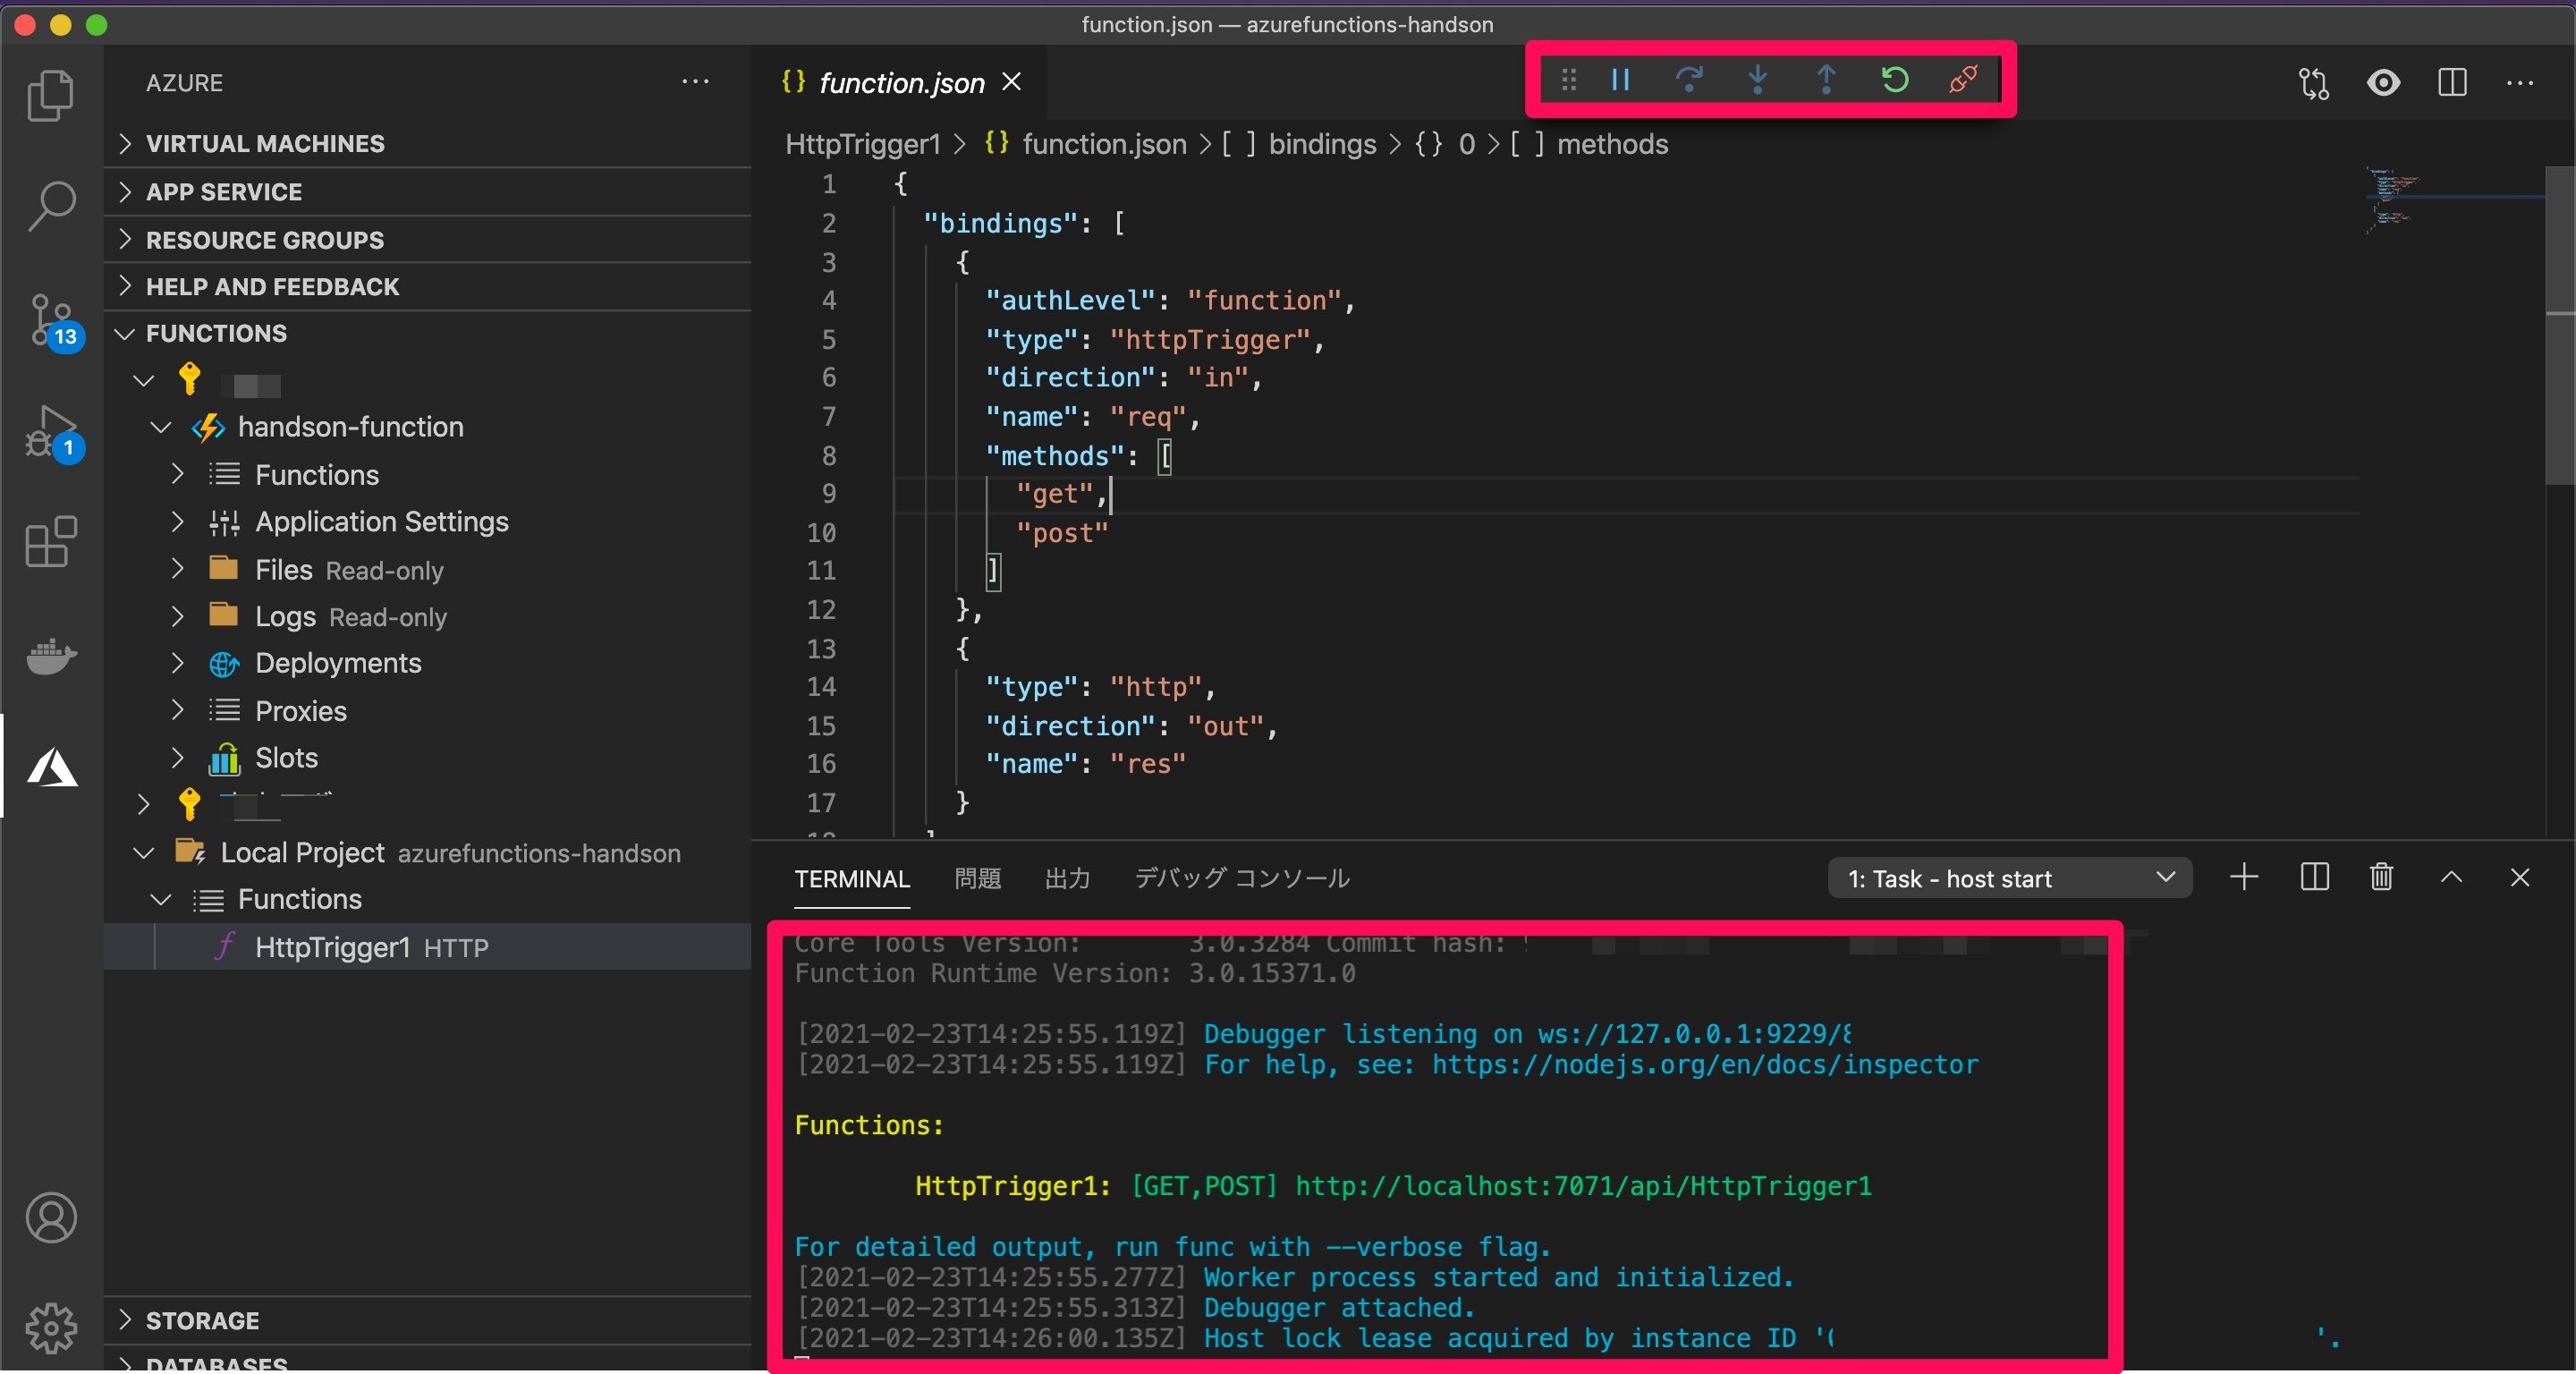 function.json — azurefunctions-handson
AZURE
VIRTUAL MACHINES
APP SERVICE
RESOURCE GROUPS
HELP AND FEEDBACK
FUNCTIONS
handson-function
Functions
Application Settings
Files Read-only
Logs Read-only
Deployments
Proxies
Slots
Local Project azurefunctions-handson
Functions
HttpTrigger1 HTTP
STORAGE
DATABASES
13
1
{} function.json
HttpTrigger1 > {} function.json > [ ] bindings > {} 0 > [ ] methods
1 {
2 "bindings": [
3 {
4 "authLevel": "function",
5 "type": "httpTrigger",
6 "direction": "in",
7 "name": "req",
8 "methods": [
9 "get",
10 "post"
11 ]
12 },
13 {
14 "type": "http",
15 "direction": "out",
16 "name": "res"
17 }
18 ]
TERMINAL 問題 出力 デバッグ コンソール 1: Task - host start
Core Tools Version: 3.0.3284 Commit hash:
Function Runtime Version: 3.0.15371.0
[2021-02-23T14:25:55.119Z] Debugger listening on ws://127.0.0.1:9229/
[2021-02-23T14:25:55.119Z] For help, see: https://nodejs.org/en/docs/inspector
Functions:
HttpTrigger1: [GET,POST] http://localhost:7071/api/HttpTrigger1
For detailed output, run func with --verbose flag.
[2021-02-23T14:25:55.277Z] Worker process started and initialized.
[2021-02-23T14:25:55.313Z] Debugger attached.
[2021-02-23T14:26:00.135Z] Host lock lease acquired by instance ID ' '.